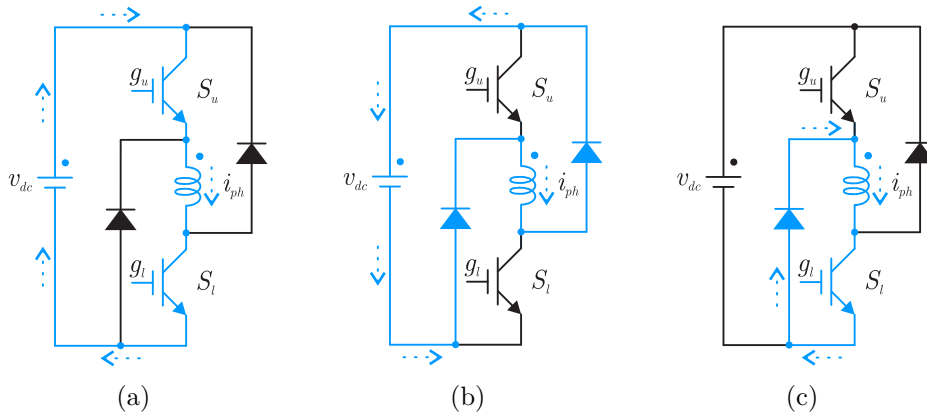 g_u
S_u
v_dc
i_ph
g_l
S_l
(a)
g_u
S_u
v_dc
i_ph
g_l
S_l
(b)
g_u
S_u
v_dc
i_ph
g_l
S_l
(c)